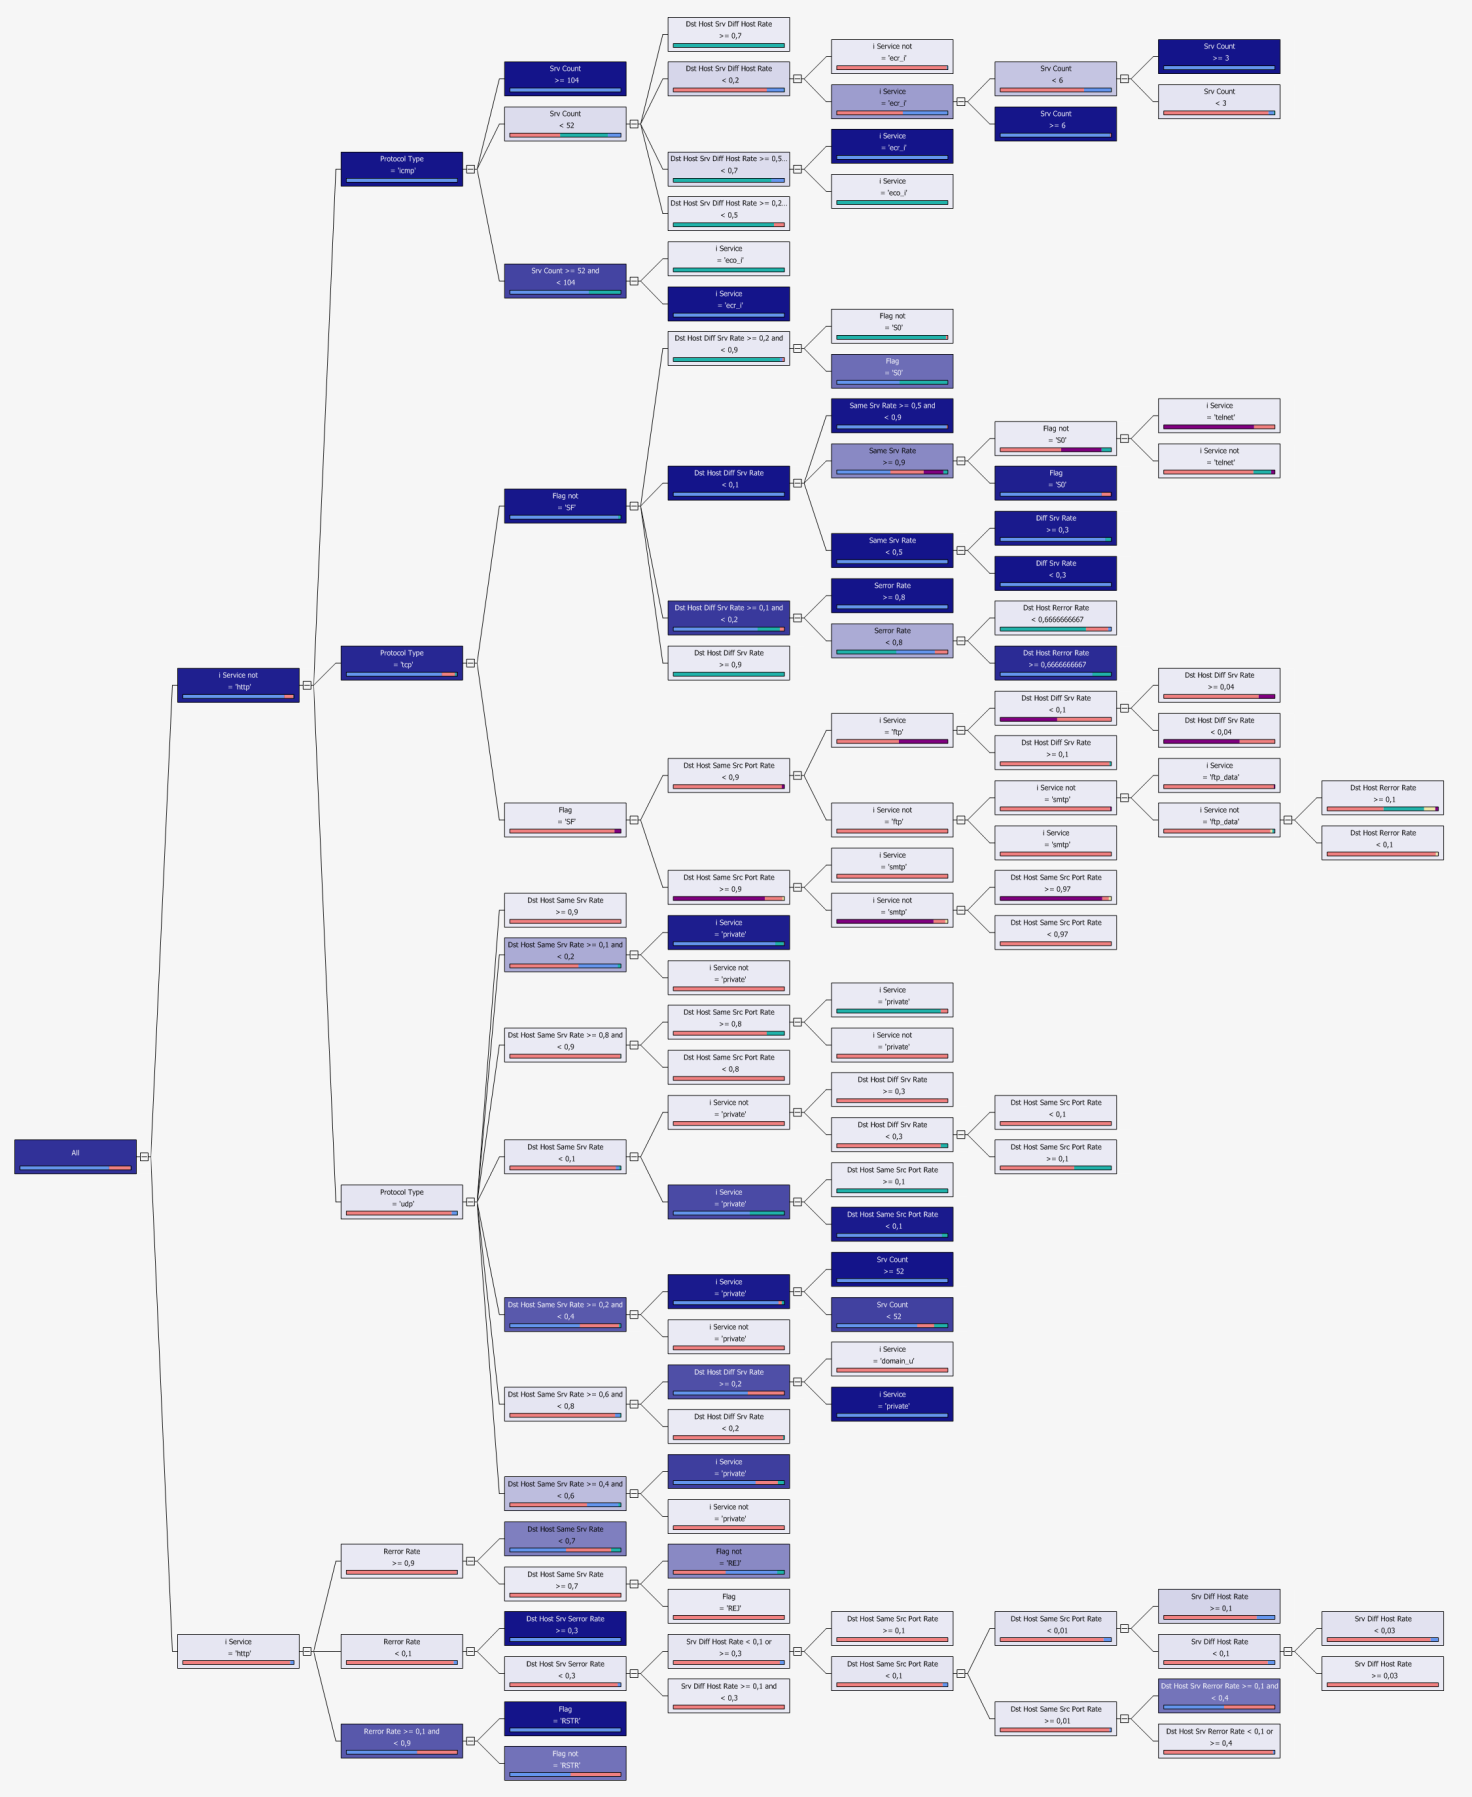 Dst Host Srv Diff Host Rate
>= 0,7
i Service not
= 'ecr_i'
Srv Count
>= 3
Srv Count
>= 104
Dst Host Srv Diff Host Rate
< 0,2
Srv Count
< 6
i Service
= 'ecr_i'
Srv Count
< 3
Srv Count
< 52
Srv Count
>= 6
i Service
= 'ecr_i'
Protocol Type
= 'icmp'
Dst Host Srv Diff Host Rate >= 0,5...
< 0,7
i Service
= 'eco_i'
Dst Host Srv Diff Host Rate >= 0,2...
< 0,5
i Service
= 'eco_i'
Srv Count >= 52 and
< 104
i Service
= 'ecr_i'
Flag not
= 'S0'
Dst Host Diff Srv Rate >= 0,2 and
< 0,9
Flag
= 'S0'
Same Srv Rate >= 0,5 and
< 0,9
i Service
= 'telnet'
Flag not
= 'S0'
Same Srv Rate
>= 0,9
i Service not
= 'telnet'
Dst Host Diff Srv Rate
< 0,1
Flag
= 'S0'
Flag not
= 'SF'
Diff Srv Rate
>= 0,3
Same Srv Rate
< 0,5
Diff Srv Rate
< 0,3
Serror Rate
>= 0,8
Dst Host Diff Srv Rate >= 0,1 and
< 0,2
Dst Host Rerror Rate
< 0,6666666667
Serror Rate
< 0,8
Protocol Type
= 'tcp'
Dst Host Diff Srv Rate
>= 0,9
Dst Host Rerror Rate
>= 0,6666666667
i Service not
= 'http'
Dst Host Diff Srv Rate
>= 0,04
Dst Host Diff Srv Rate
< 0,1
i Service
= 'ftp'
Dst Host Diff Srv Rate
< 0,04
Dst Host Diff Srv Rate
>= 0,1
Dst Host Same Src Port Rate
< 0,9
i Service
= 'ftp_data'
i Service not
= 'smtp'
Dst Host Rerror Rate
>= 0,1
Flag
= 'SF'
i Service not
= 'ftp'
i Service not
= 'ftp_data'
i Service
= 'smtp'
Dst Host Rerror Rate
< 0,1
i Service
= 'smtp'
Dst Host Same Src Port Rate
>= 0,9
Dst Host Same Src Port Rate
>= 0,97
Dst Host Same Srv Rate
>= 0,9
i Service not
= 'smtp'
i Service
= 'private'
Dst Host Same Src Port Rate
< 0,97
Dst Host Same Srv Rate >= 0,1 and
< 0,2
i Service not
= 'private'
i Service
= 'private'
Dst Host Same Src Port Rate
>= 0,8
Dst Host Same Srv Rate >= 0,8 and
< 0,9
i Service not
= 'private'
Dst Host Same Src Port Rate
< 0,8
Dst Host Diff Srv Rate
>= 0,3
i Service not
= 'private'
Dst Host Same Src Port Rate
< 0,1
Dst Host Diff Srv Rate
< 0,3
All
Dst Host Same Srv Rate
< 0,1
Dst Host Same Src Port Rate
>= 0,1
Dst Host Same Src Port Rate
>= 0,1
Protocol Type
= 'udp'
i Service
= 'private'
Dst Host Same Src Port Rate
< 0,1
Srv Count
>= 52
i Service
= 'private'
Dst Host Same Srv Rate >= 0,2 and
< 0,4
Srv Count
< 52
i Service not
= 'private'
i Service
= 'domain_u'
Dst Host Diff Srv Rate
>= 0,2
Dst Host Same Srv Rate >= 0,6 and
< 0,8
i Service
= 'private'
Dst Host Diff Srv Rate
< 0,2
i Service
= 'private'
Dst Host Same Srv Rate >= 0,4 and
< 0,6
i Service not
= 'private'
Dst Host Same Srv Rate
< 0,7
Rerror Rate
>= 0,9
Flag not
= 'REJ'
Dst Host Same Srv Rate
>= 0,7
Flag
= 'REJ'
Srv Diff Host Rate
>= 0,1
Dst Host Srv Serror Rate
>= 0,3
Dst Host Same Src Port Rate
>= 0,1
Dst Host Same Src Port Rate
< 0,01
Srv Diff Host Rate
< 0,03
i Service
= 'http'
Rerror Rate
< 0,1
Srv Diff Host Rate < 0,1 or
>= 0,3
Srv Diff Host Rate
< 0,1
Dst Host Srv Serror Rate
< 0,3
Dst Host Same Src Port Rate
< 0,1
Srv Diff Host Rate
>= 0,03
Srv Diff Host Rate >= 0,1 and
< 0,3
Dst Host Srv Rerror Rate >= 0,1 and
< 0,4
Flag
= 'RSTR'
Dst Host Same Src Port Rate
>= 0,01
Rerror Rate >= 0,1 and
< 0,9
Dst Host Srv Rerror Rate < 0,1 or
>= 0,4
Flag not
= 'RSTR'